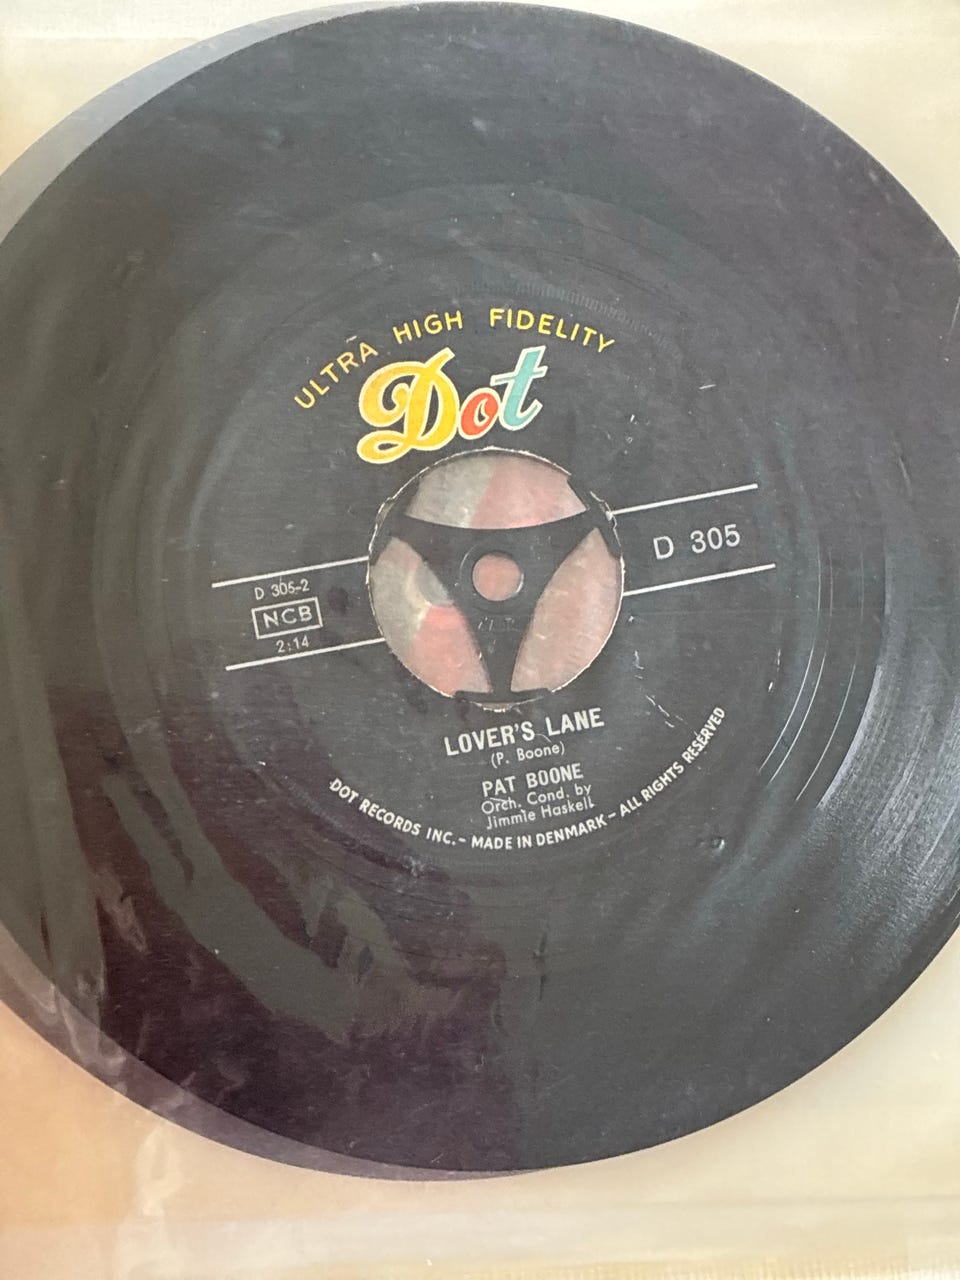 ULTRA HIGH FIDELITY
Dot
D 305
D 305-2
NCB
2:14
LOVER'S LANE
(P. Boone)
PAT BOONE
Orch. Cond. by
Jimmie Haskell
DOT RECORDS INC. - MADE IN DENMARK - ALL RIGHTS RESERVED